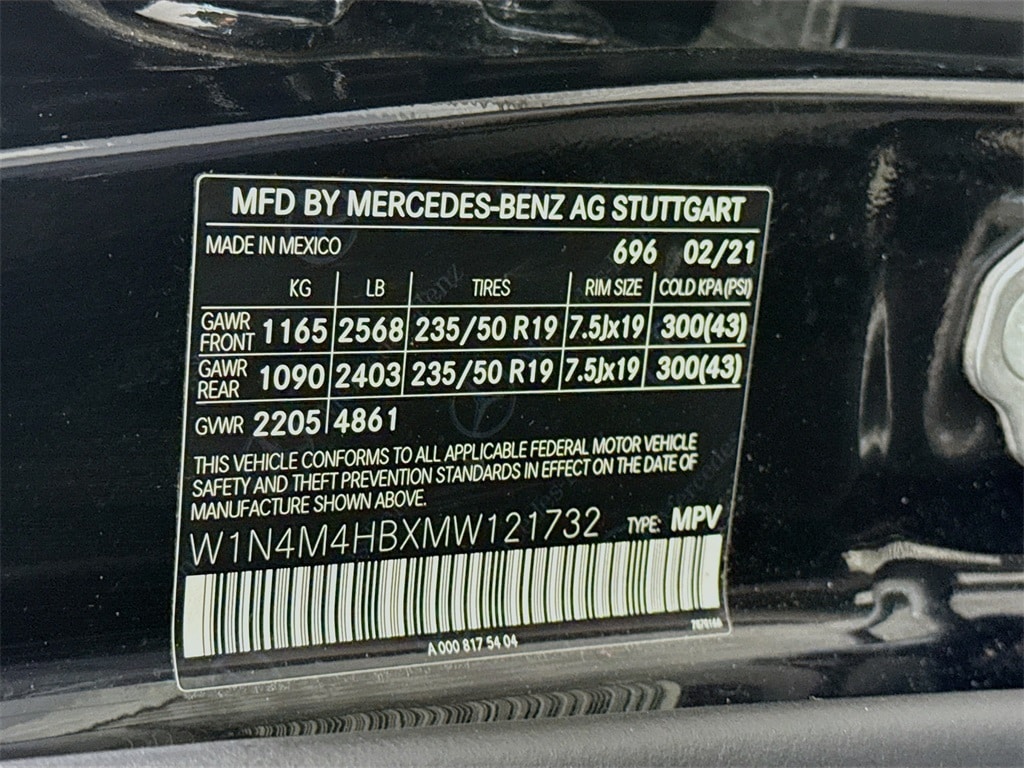 MFD BY MERCEDES-BENZ AG STUTTGART
MADE IN MEXICO 696 02/21
KG LB TIRES RIM SIZE COLD KPA(PSI)
GAWR FRONT 1165 2568 235/50 R19 7.5Jx19 300(43)
GAWR REAR 1090 2403 235/50 R19 7.5Jx19 300(43)
GVWR 2205 4861
THIS VEHICLE CONFORMS TO ALL APPLICABLE FEDERAL MOTOR VEHICLE
SAFETY AND THEFT PREVENTION STANDARDS IN EFFECT ON THE DATE OF
MANUFACTURE SHOWN ABOVE.
W1N4M4HBXMW121732 TYPE: MPV
A 000 817 54 04